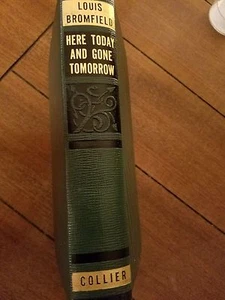 LOUIS
BROMFIELD
HERE TODAY
AND GONE
TOMORROW
COLLIER